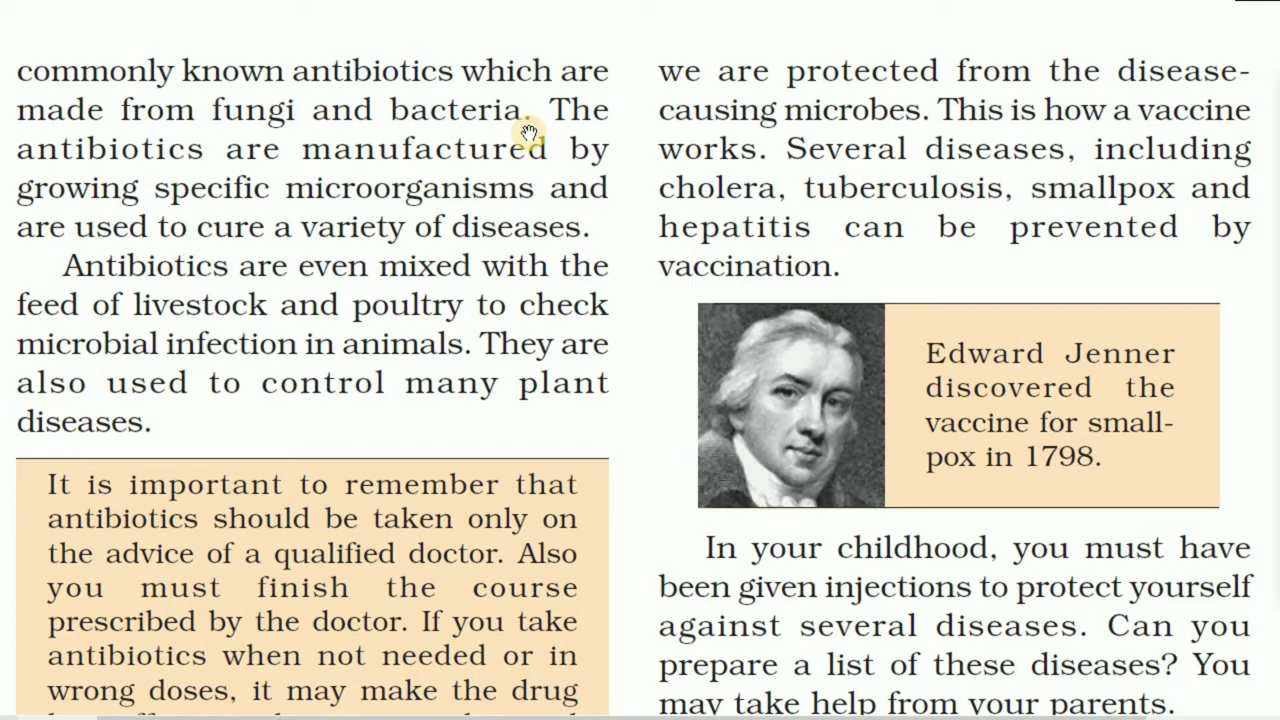 commonly known antibiotics which are
made from fungi and bacteria. The
antibiotics are manufactured by
growing specific microorganisms and
are used to cure a variety of diseases.
Antibiotics are even mixed with the
feed of livestock and poultry to check
microbial infection in animals. They are
also used to control many plant
diseases.
It is important to remember that
antibiotics should be taken only on
the advice of a qualified doctor. Also
you must finish the course
prescribed by the doctor. If you take
antibiotics when not needed or in
wrong doses, it may make the drug
we are protected from the disease-
causing microbes. This is how a vaccine
works. Several diseases, including
cholera, tuberculosis, smallpox and
hepatitis can be prevented by
vaccination.
Edward Jenner
discovered the
vaccine for small-
pox in 1798.
In your childhood, you must have
been given injections to protect yourself
against several diseases. Can you
prepare a list of these diseases? You
may take help from your parents.